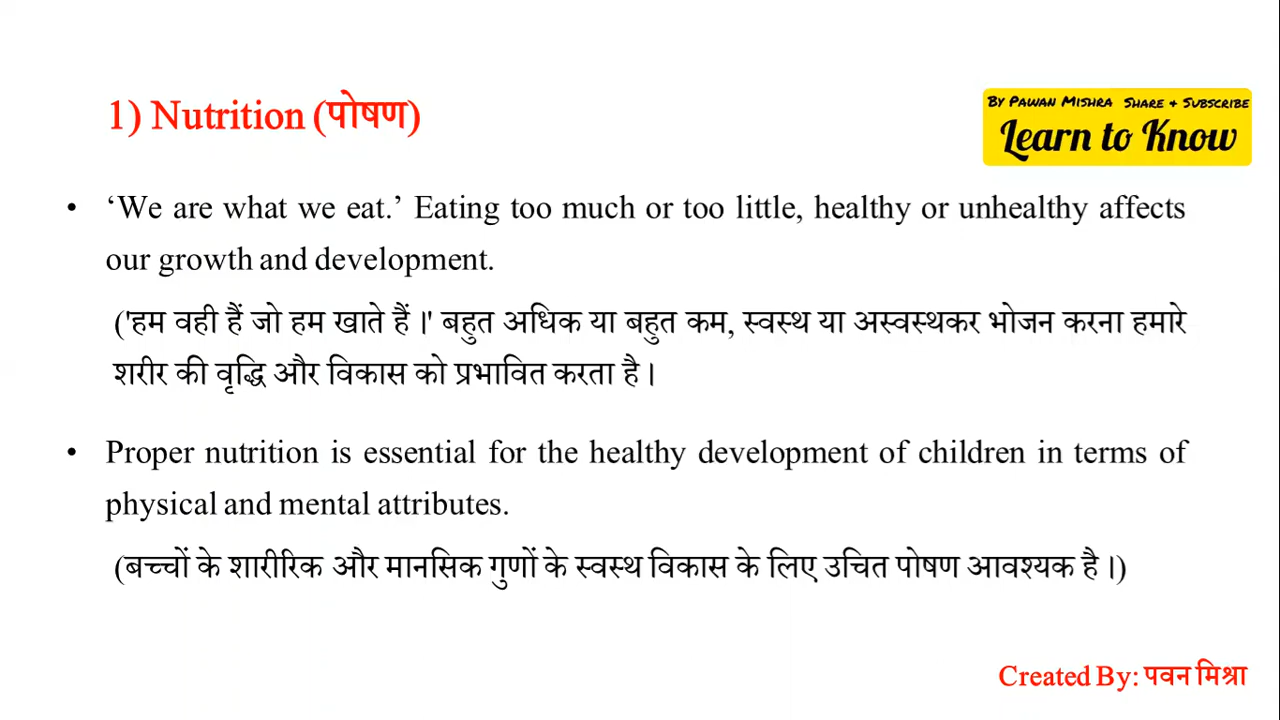 1) Nutrition (पोषण)
By Pawan Mishra Share & Subscribe
Learn to Know
• ‘We are what we eat.’ Eating too much or too little, healthy or unhealthy affects
our growth and development.
('हम वही हैं जो हम खाते हैं।' बहुत अधिक या बहुत कम, स्वस्थ या अस्वस्थकर भोजन करना हमारे
शरीर की वृद्धि और विकास को प्रभावित करता है।
• Proper nutrition is essential for the healthy development of children in terms of
physical and mental attributes.
(बच्चों के शारीरिक और मानसिक गुणों के स्वस्थ विकास के लिए उचित पोषण आवश्यक है।)
Created By: पवन मिश्रा